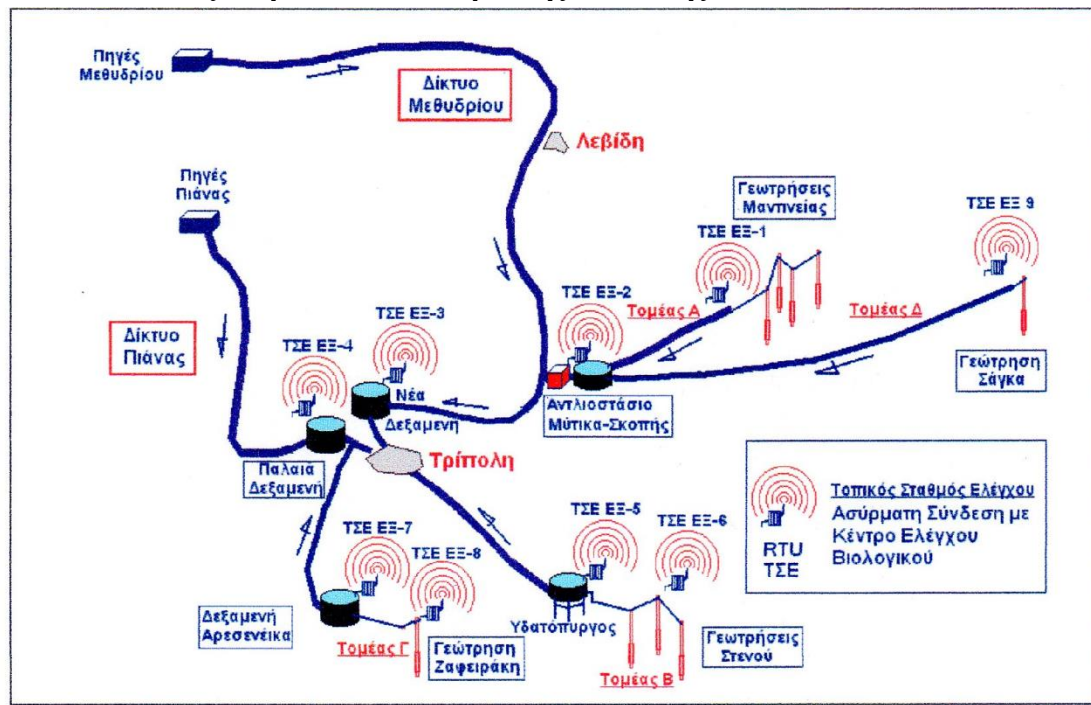 Πηγές
Μεθυδρίου
Δίκτυο
Μεθυδρίου
Λεβίδη
Πηγές
Πιάνας
Γεωτρήσεις
Μαντινείας
ΤΣΕ ΕΞ 9
ΤΣΕ ΕΞ-1
ΤΣΕ ΕΞ-2
Τομέας Α
Τομέας Δ
ΤΣΕ ΕΞ-3
Δίκτυο
Πιάνας
ΤΣΕ ΕΞ-4
Γεώτρηση
Σάγκα
Νέα
Δεξαμενή
Αντλιοστάσιο
Μύτικα-Σκοπής
Τρίπολη
Παλαιά
Δεξαμενή
Τοπικός Σταθμός Ελέγχου
Ασύρματη Σύνδεση με
Κέντρο Ελέγχου
Βιολογικού
RTU
ΤΣΕ
ΤΣΕ ΕΞ-5
ΤΣΕ ΕΞ-6
ΤΣΕ ΕΞ-7
ΤΣΕ ΕΞ-8
Δεξαμενή
Αρεσενέικα
Τομέας Γ
Γεώτρηση
Ζαφειράκη
Υδατόπυργος
Τομέας Β
Γεωτρήσεις
Στενού